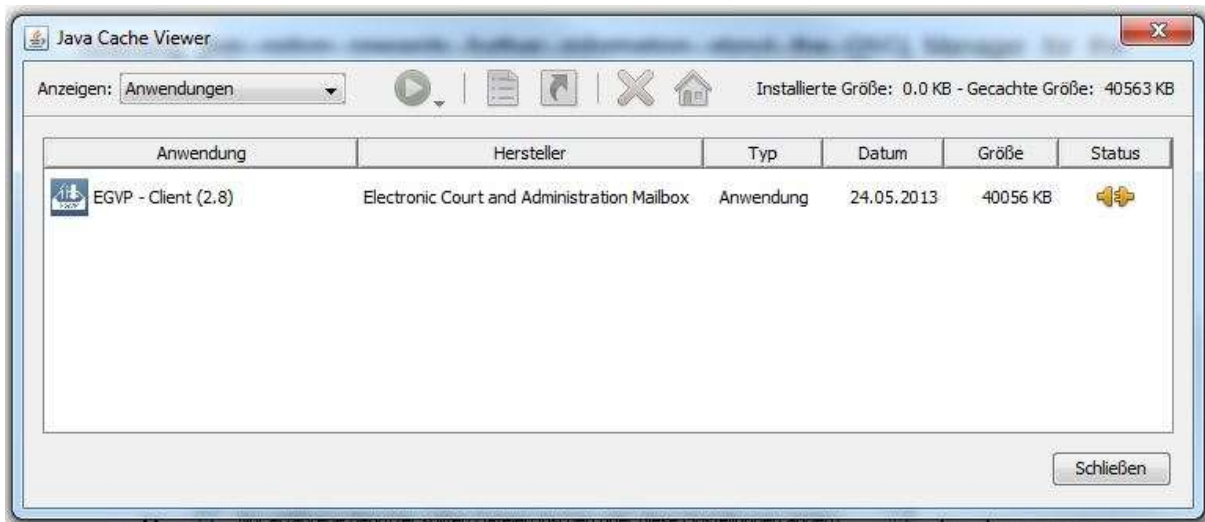 Java Cache Viewer
Anzeigen: Anwendungen Installierte Größe: 0.0 KB - Gecachte Größe: 40563 KB
Anwendung Hersteller Typ Datum Größe Status
EGVP - Client (2.8) Electronic Court and Administration Mailbox Anwendung 24.05.2013 40056 KB
EGVP
Schließen